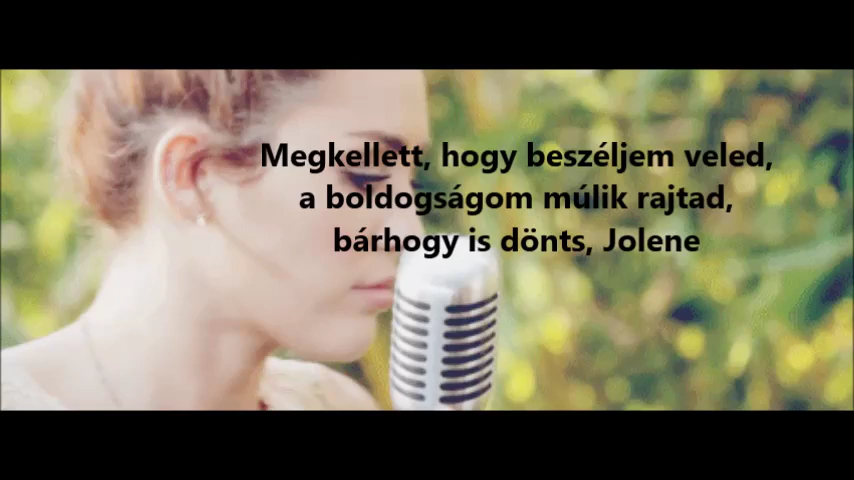 Megkellett, hogy beszéljem veled,
a boldogságom múlik rajtad,
bárhogy is dönts, Jolene